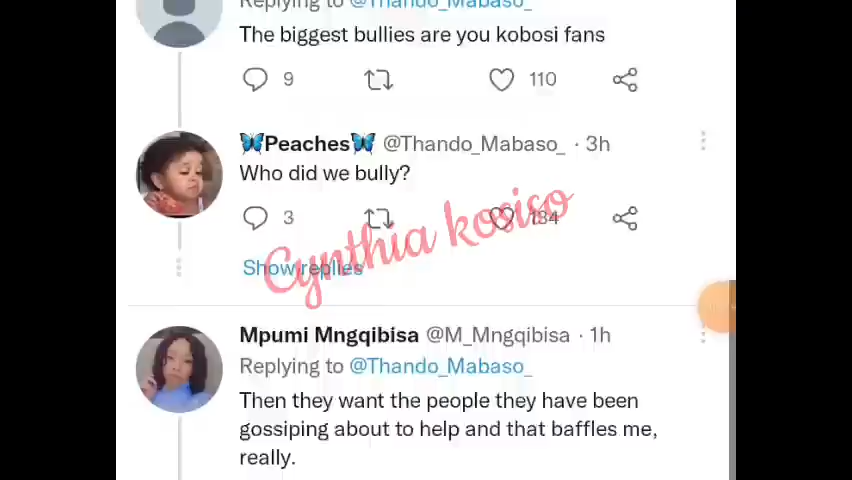 Replying to @Thando_Mabaso_
The biggest bullies are you kobosi fans
9 110
🦋Peaches🦋 @Thando_Mabaso_ · 3h
Who did we bully?
3 134
Cynthia kosiso
Show replies
Mpumi Mngqibisa @M_Mngqibisa · 1h
Replying to @Thando_Mabaso_
Then they want the people they have been
gossiping about to help and that baffles me,
really.